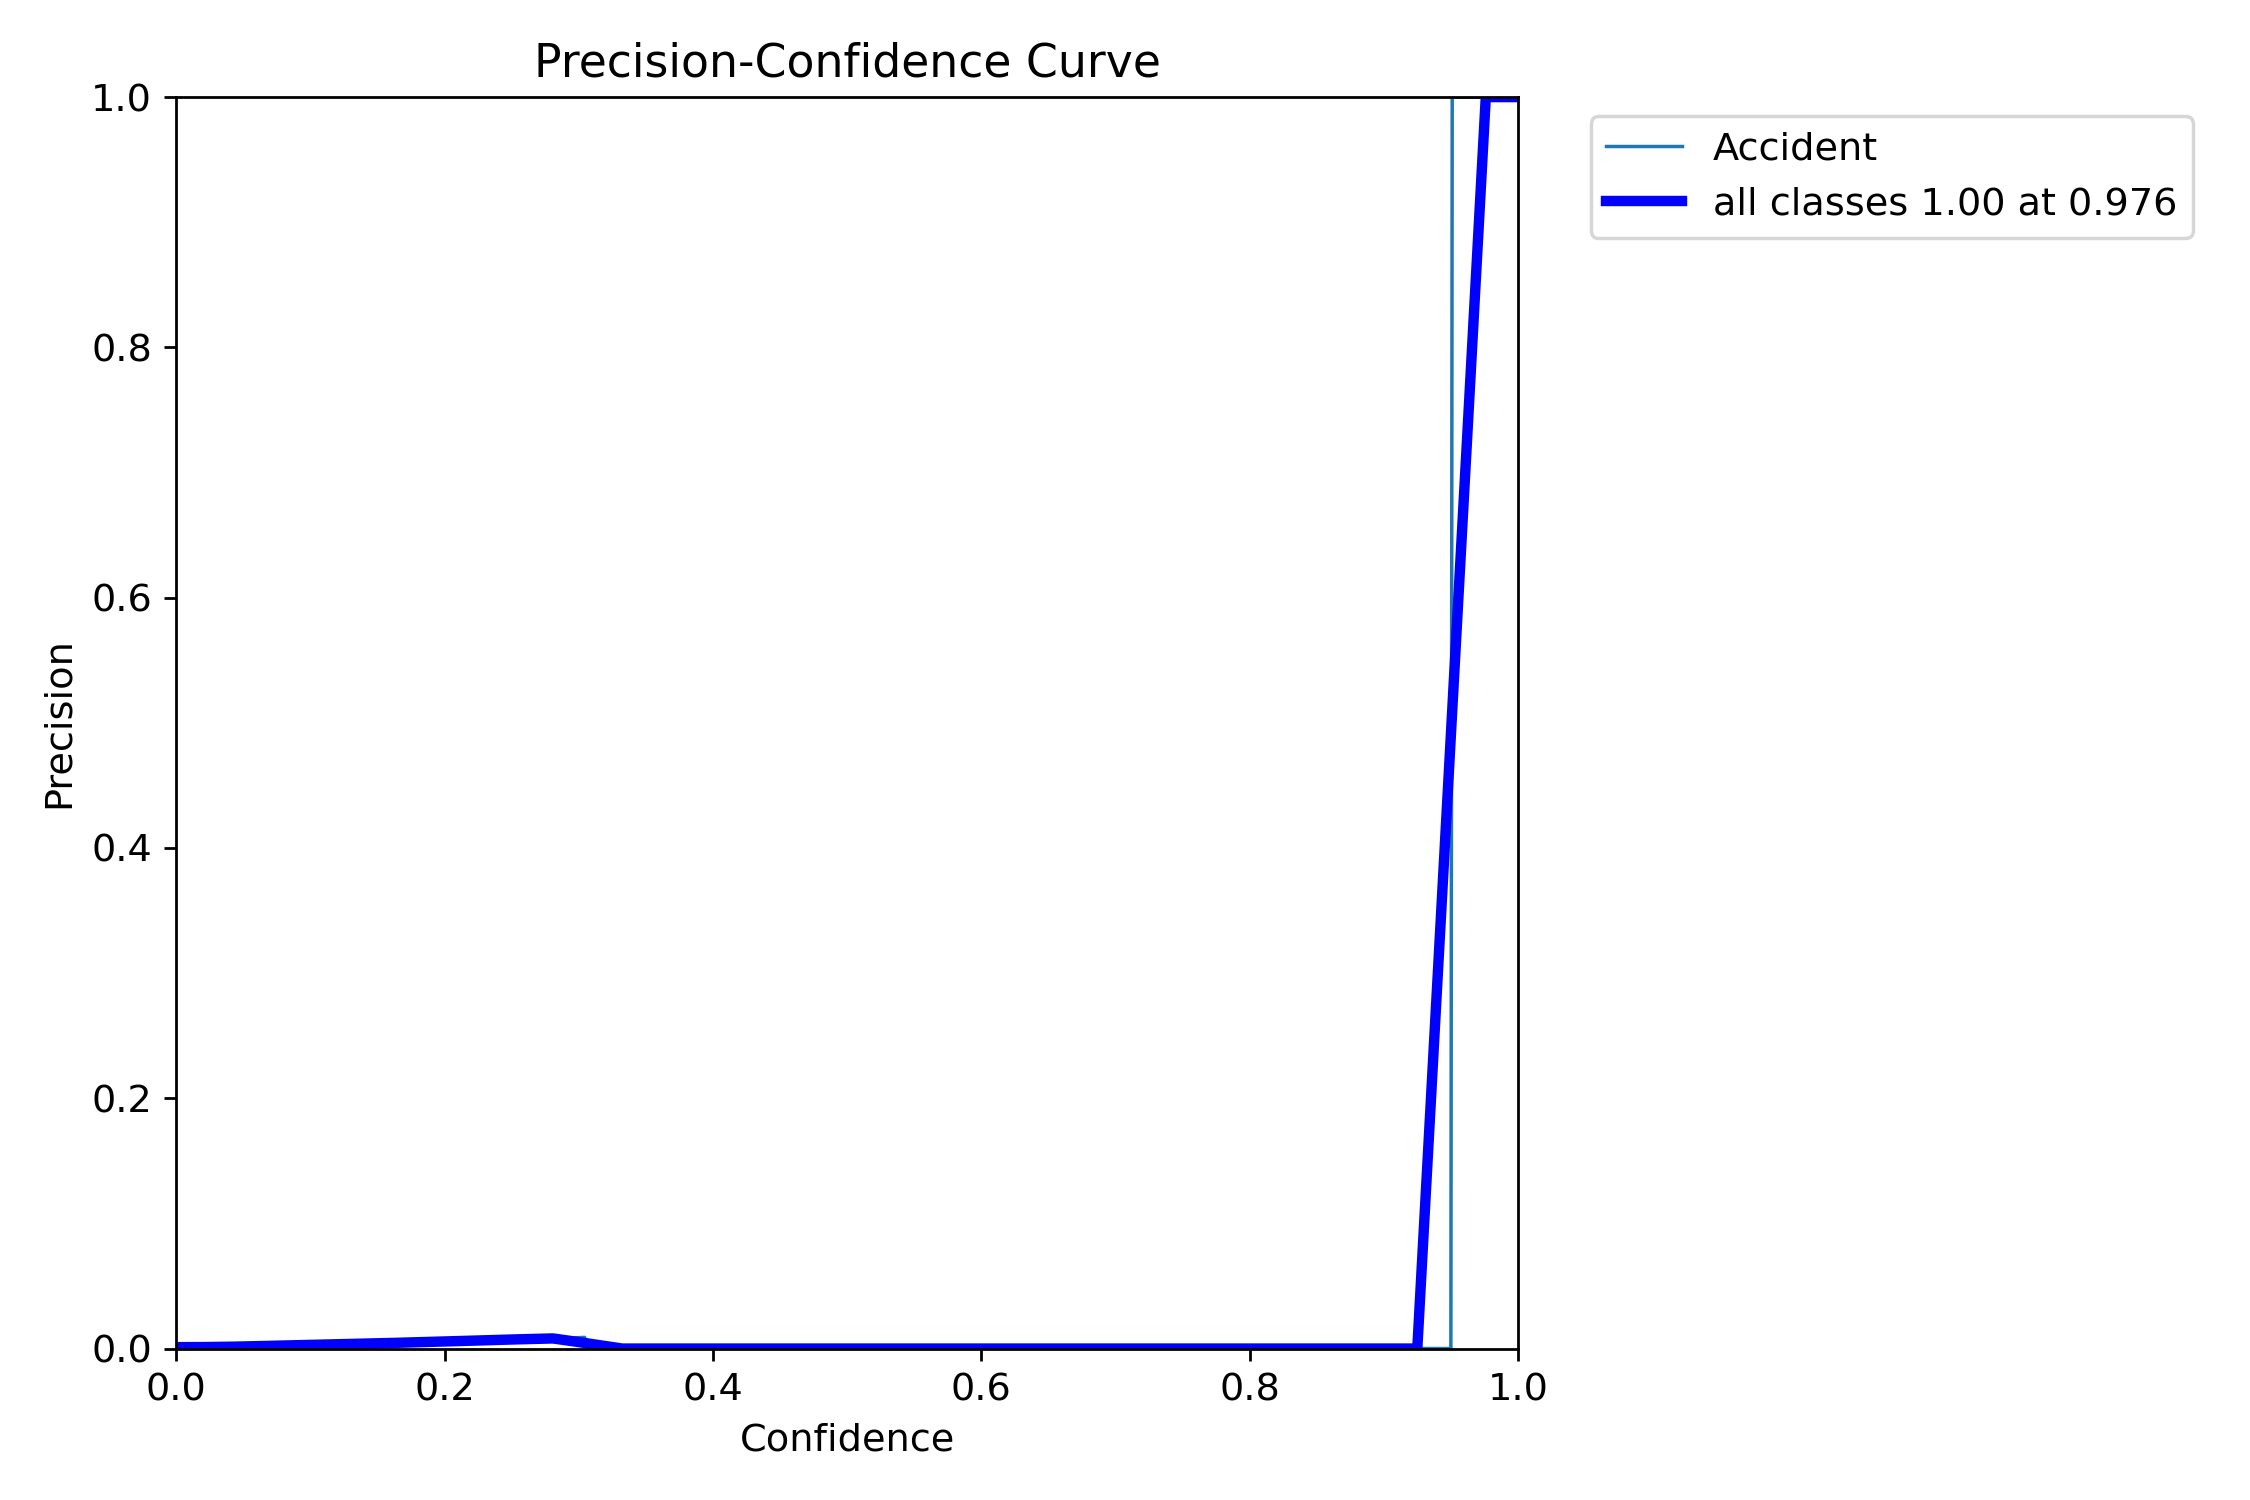 Precision-Confidence Curve
1.0
0.8
0.6
0.4
0.2
0.0
Precision
0.0 0.2 0.4 0.6 0.8 1.0
Confidence
Accident
all classes 1.00 at 0.976